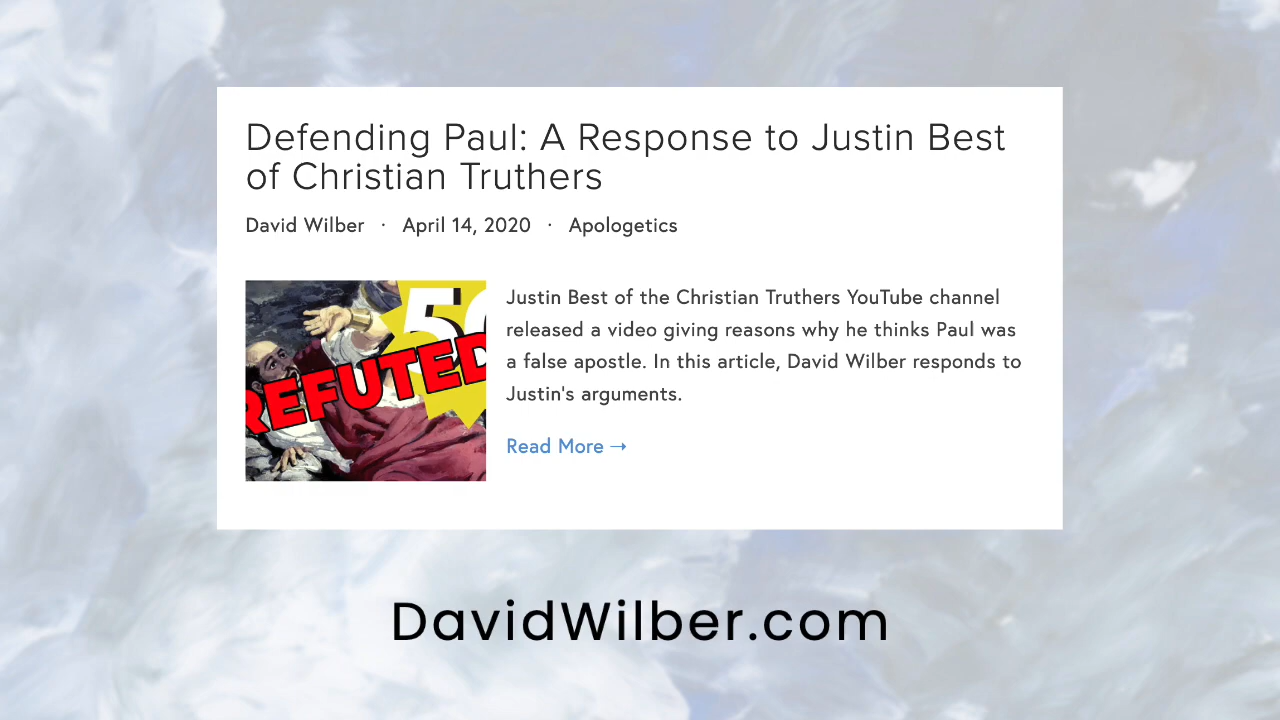 Defending Paul: A Response to Justin Best
of Christian Truthers
David Wilber · April 14, 2020 · Apologetics
REFUTED
Justin Best of the Christian Truthers YouTube channel
released a video giving reasons why he thinks Paul was
a false apostle. In this article, David Wilber responds to
Justin's arguments.
Read More →
DavidWilber.com